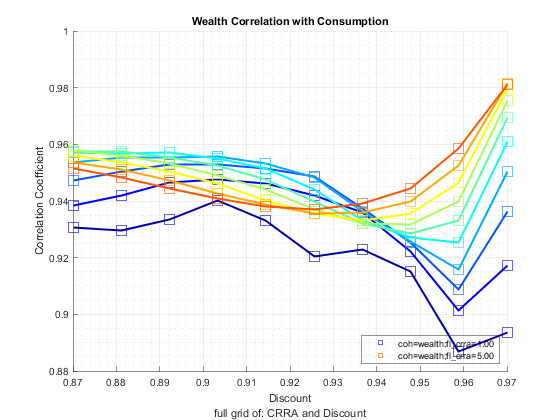 Wealth Correlation with Consumption
1
0.98
0.96
0.94
0.92
0.9
0.88
Correlation Coefficient
coh=wealth;fl_crra=1.00
coh=wealth;fl_crra=5.00
0.87 0.88 0.89 0.9 0.91 0.92 0.93 0.94 0.95 0.96 0.97
Discount
full grid of: CRRA and Discount